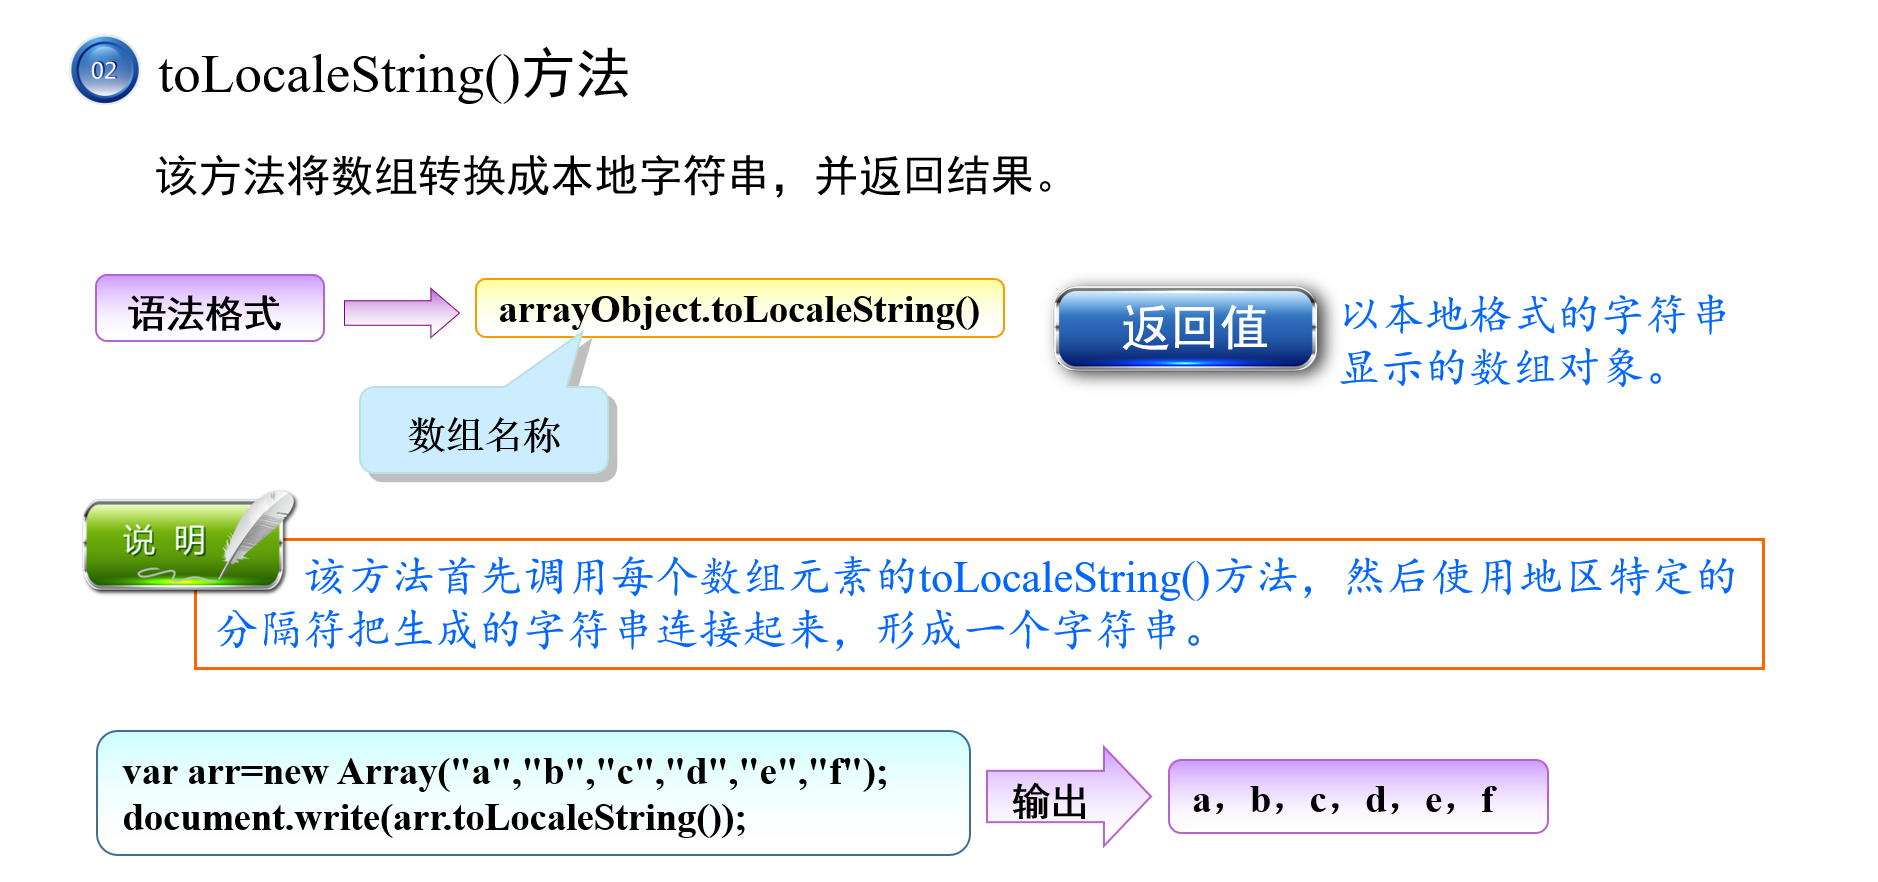 02
toLocaleString()方法
该方法将数组转换成本地字符串，并返回结果。
语法格式
arrayObject.toLocaleString()
数组名称
返回值
以本地格式的字符串
显示的数组对象。
说 明
该方法首先调用每个数组元素的toLocaleString()方法，然后使用地区特定的
分隔符把生成的字符串连接起来，形成一个字符串。
var arr=new Array("a","b","c","d","e","f");
document.write(arr.toLocaleString());
输出
a，b，c，d，e，f